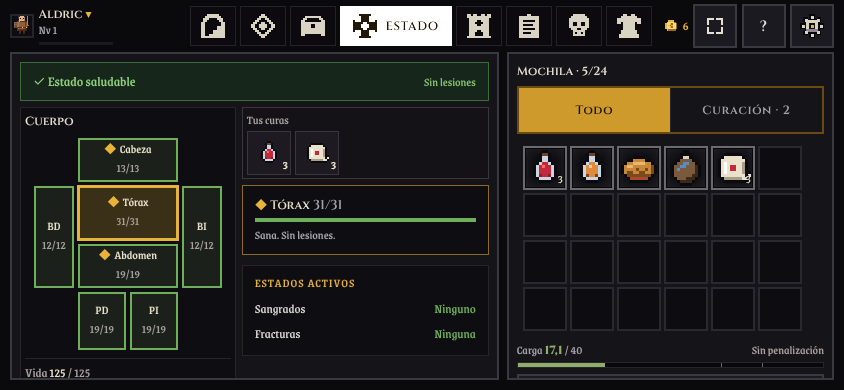 Aldric ▼
Nv 1
Estado
6
?
✓ Estado saludable
Sin lesiones
Cuerpo
◆ Cabeza
13/13
BD
12/12
◆ Tórax
31/31
BI
12/12
◆ Abdomen
19/19
PD
19/19
PI
19/19
Vida 125 / 125
Tus curas
3
3
◆ Tórax 31/31
Sana. Sin lesiones.
ESTADOS ACTIVOS
Sangrados
Ninguno
Fracturas
Ninguna
Mochila · 5/24
Todo
Curación · 2
3
3
Carga 17,1 / 40
Sin penalización